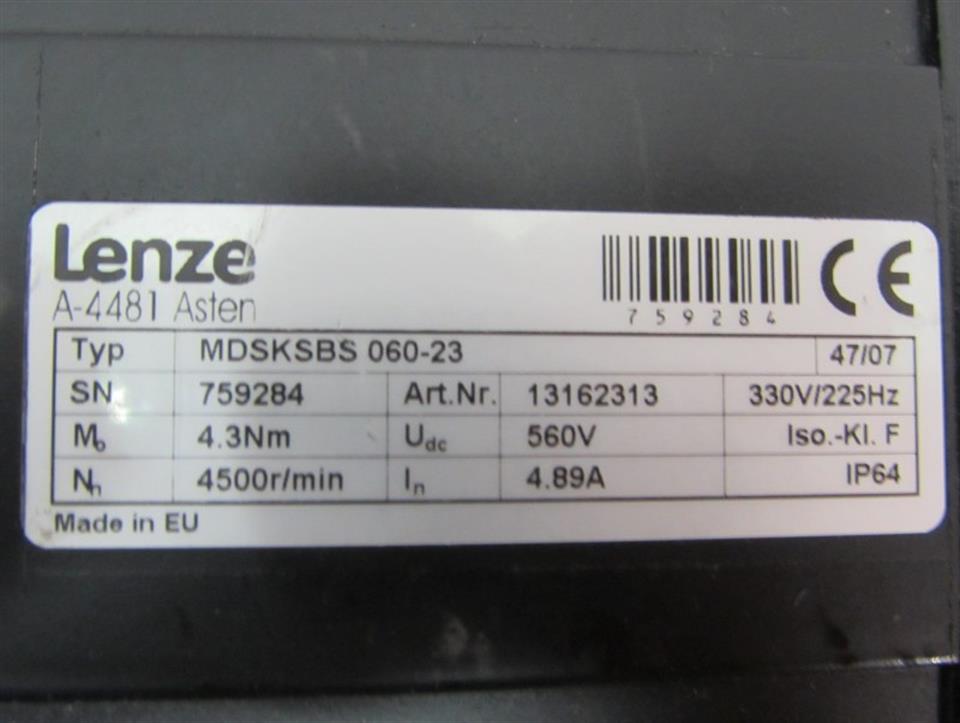 Lenze
A-4481 Asten
CE
759284
Typ MDSKSBS 060-23 47/07
SN 759284 Art.Nr. 13162313 330V/225Hz
M₀ 4.3Nm Udc 560V Iso.-Kl. F
Nn 4500r/min In 4.89A IP64
Made in EU